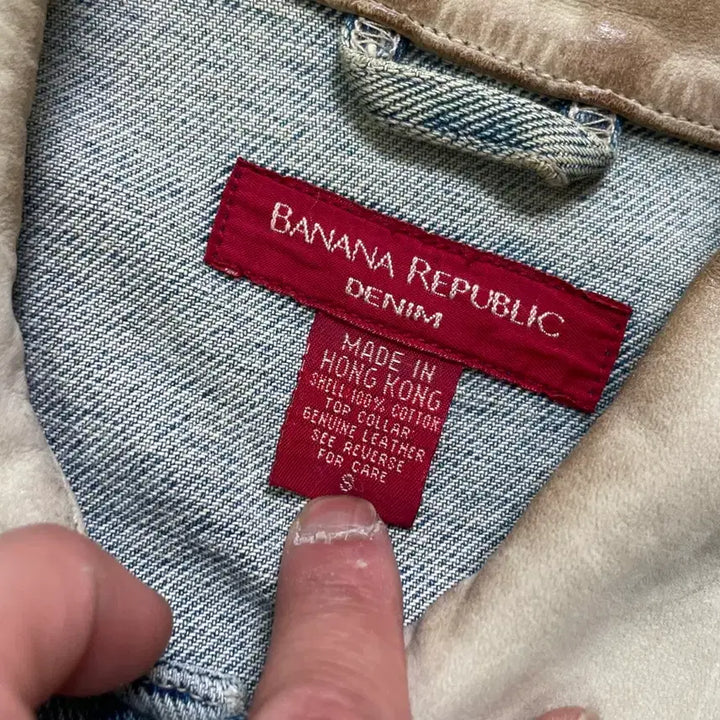 BANANA REPUBLIC
DENIM
MADE IN
HONG KONG
SHELL:100% COTTON
TOP COLLAR:
GENUINE LEATHER
SEE REVERSE
FOR CARE
S